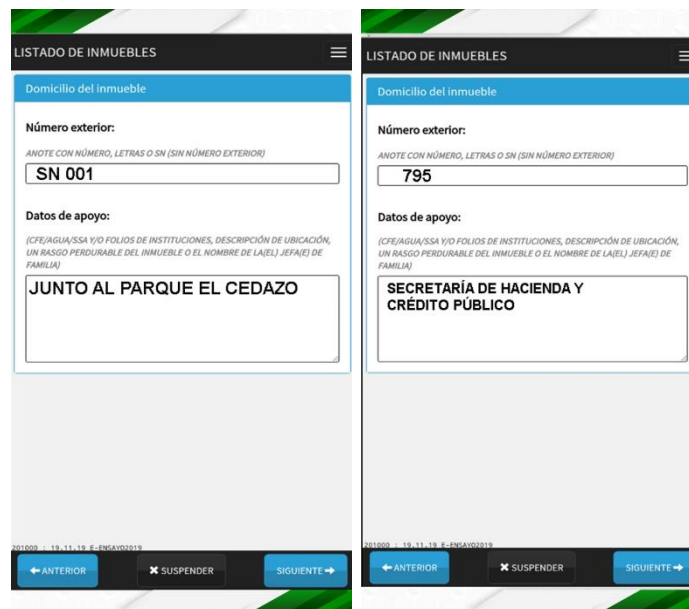 LISTADO DE INMUEBLES
Domicilio del inmueble
Número exterior:
ANOTE CON NÚMERO, LETRAS O SN (SIN NÚMERO EXTERIOR)
SN 001
Datos de apoyo:
(CFE/AGUA/SSA Y/O FOLIOS DE INSTITUCIONES, DESCRIPCIÓN DE UBICACIÓN,
UN RASGO PERDURABLE DEL INMUEBLE O EL NOMBRE DE LA(EL) JEFA(E) DE
FAMILIA)
JUNTO AL PARQUE EL CEDAZO
201000 : 19.11.19 E-ENSAYO2019
ANTERIOR
SUSPENDER
SIGUIENTE
LISTADO DE INMUEBLES
Domicilio del inmueble
Número exterior:
ANOTE CON NÚMERO, LETRAS O SN (SIN NÚMERO EXTERIOR)
795
Datos de apoyo:
(CFE/AGUA/SSA Y/O FOLIOS DE INSTITUCIONES, DESCRIPCIÓN DE UBICACIÓN,
UN RASGO PERDURABLE DEL INMUEBLE O EL NOMBRE DE LA(EL) JEFA(E) DE
FAMILIA)
SECRETARÍA DE HACIENDA Y
CRÉDITO PÚBLICO
201000 : 19.11.19 E-ENSAYO2019
ANTERIOR
SUSPENDER
SIGUIENTE